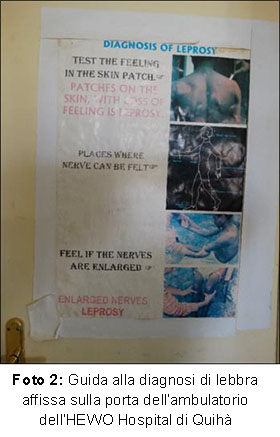 DIAGNOSIS OF LEPROSY
TEST THE FEELING
IN THE SKIN PATCH.
PATCHES ON THE
SKIN, WITH LOSS OF
FEELING IS LEPROSY.
PLACES WHERE
NERVE CAN BE FELT
FEEL IF THE NERVES
ARE ENLARGED
ENLARGED NERVES
LEPROSY
Foto 2: Guida alla diagnosi di lebbra
affissa sulla porta dell'ambulatorio
dell'HEWO Hospital di Quihà